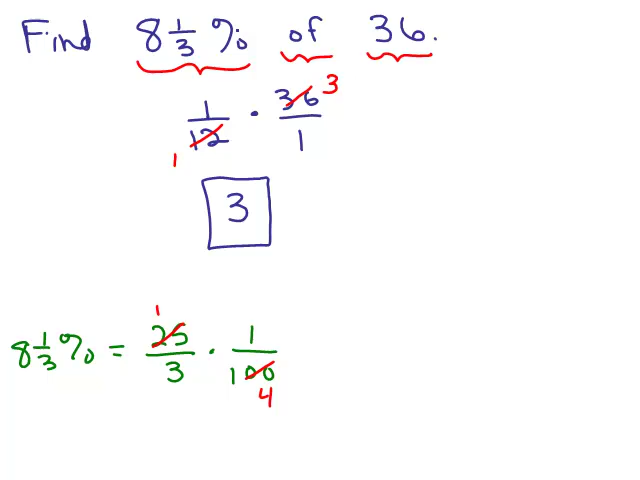 Find 8 1/3 % of 36.
1/12 · 36/1 3
1
3
1
8 1/3 % = 25/3 · 1/100
4